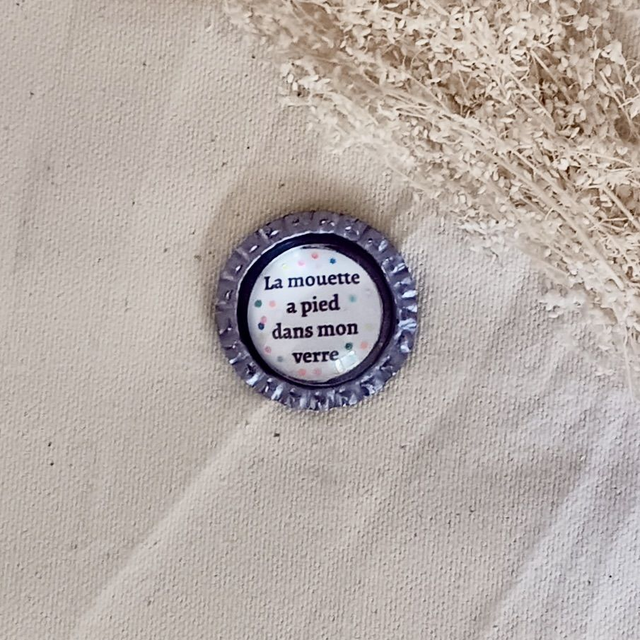 La mouette
a pied
dans mon
verre